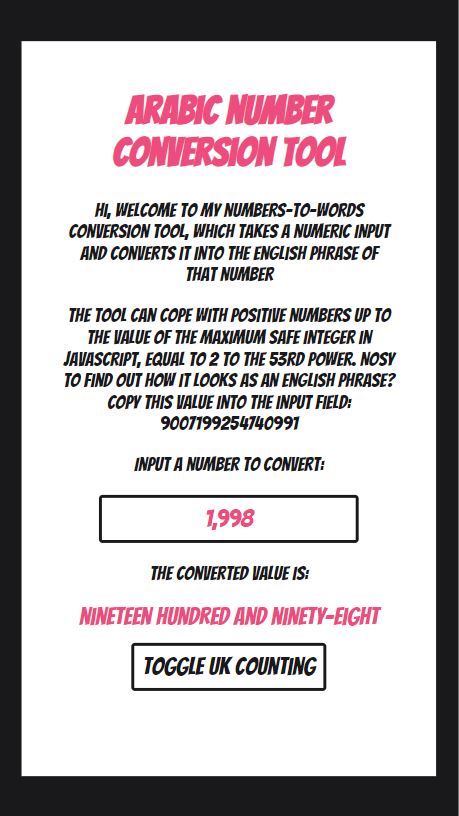 ARABIC NUMBER
CONVERSION TOOL
HI, WELCOME TO MY NUMBERS-TO-WORDS
CONVERSION TOOL, WHICH TAKES A NUMERIC INPUT
AND CONVERTS IT INTO THE ENGLISH PHRASE OF
THAT NUMBER
THE TOOL CAN COPE WITH POSITIVE NUMBERS UP TO
THE VALUE OF THE MAXIMUM SAFE INTEGER IN
JAVASCRIPT, EQUAL TO 2 TO THE 53RD POWER. NOSY
TO FIND OUT HOW IT LOOKS AS AN ENGLISH PHRASE?
COPY THIS VALUE INTO THE INPUT FIELD:
9007199254740991
INPUT A NUMBER TO CONVERT:
1,998
THE CONVERTED VALUE IS:
NINETEEN HUNDRED AND NINETY-EIGHT
TOGGLE UK COUNTING